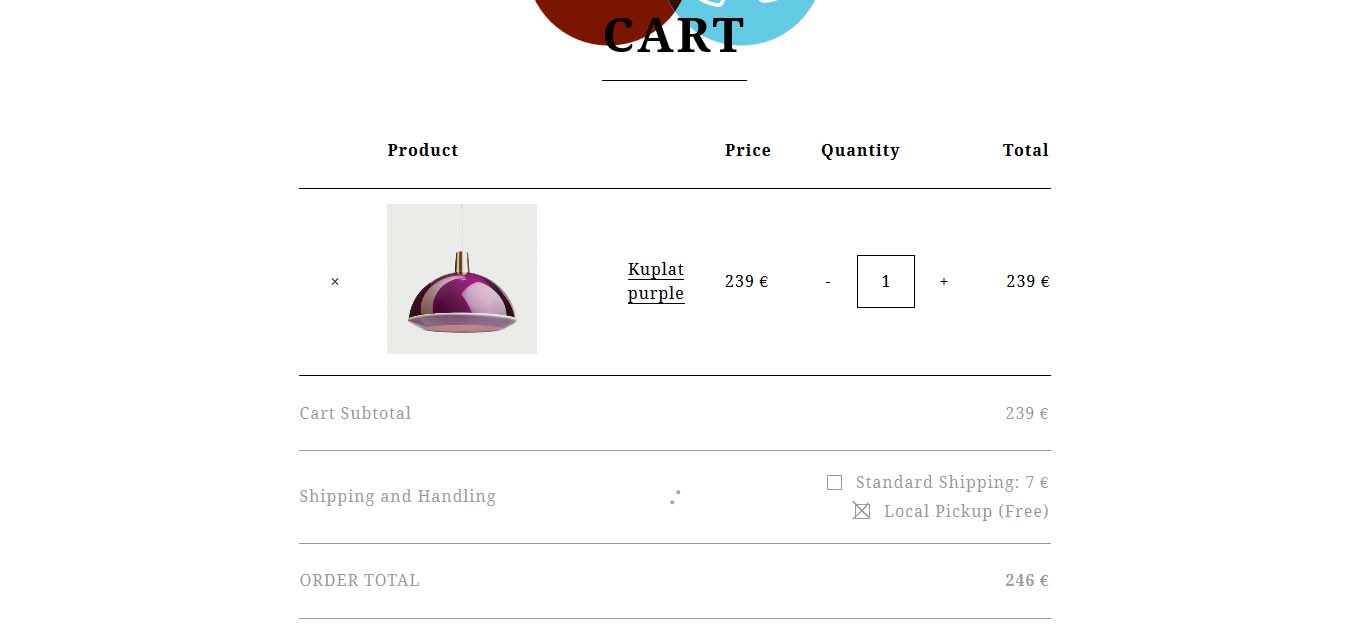 CART
Product Price Quantity Total
× Kuplat purple 239 € - 1 + 239 €
Cart Subtotal 239 €
Standard Shipping: 7 €
Shipping and Handling
Local Pickup (Free)
ORDER TOTAL 246 €